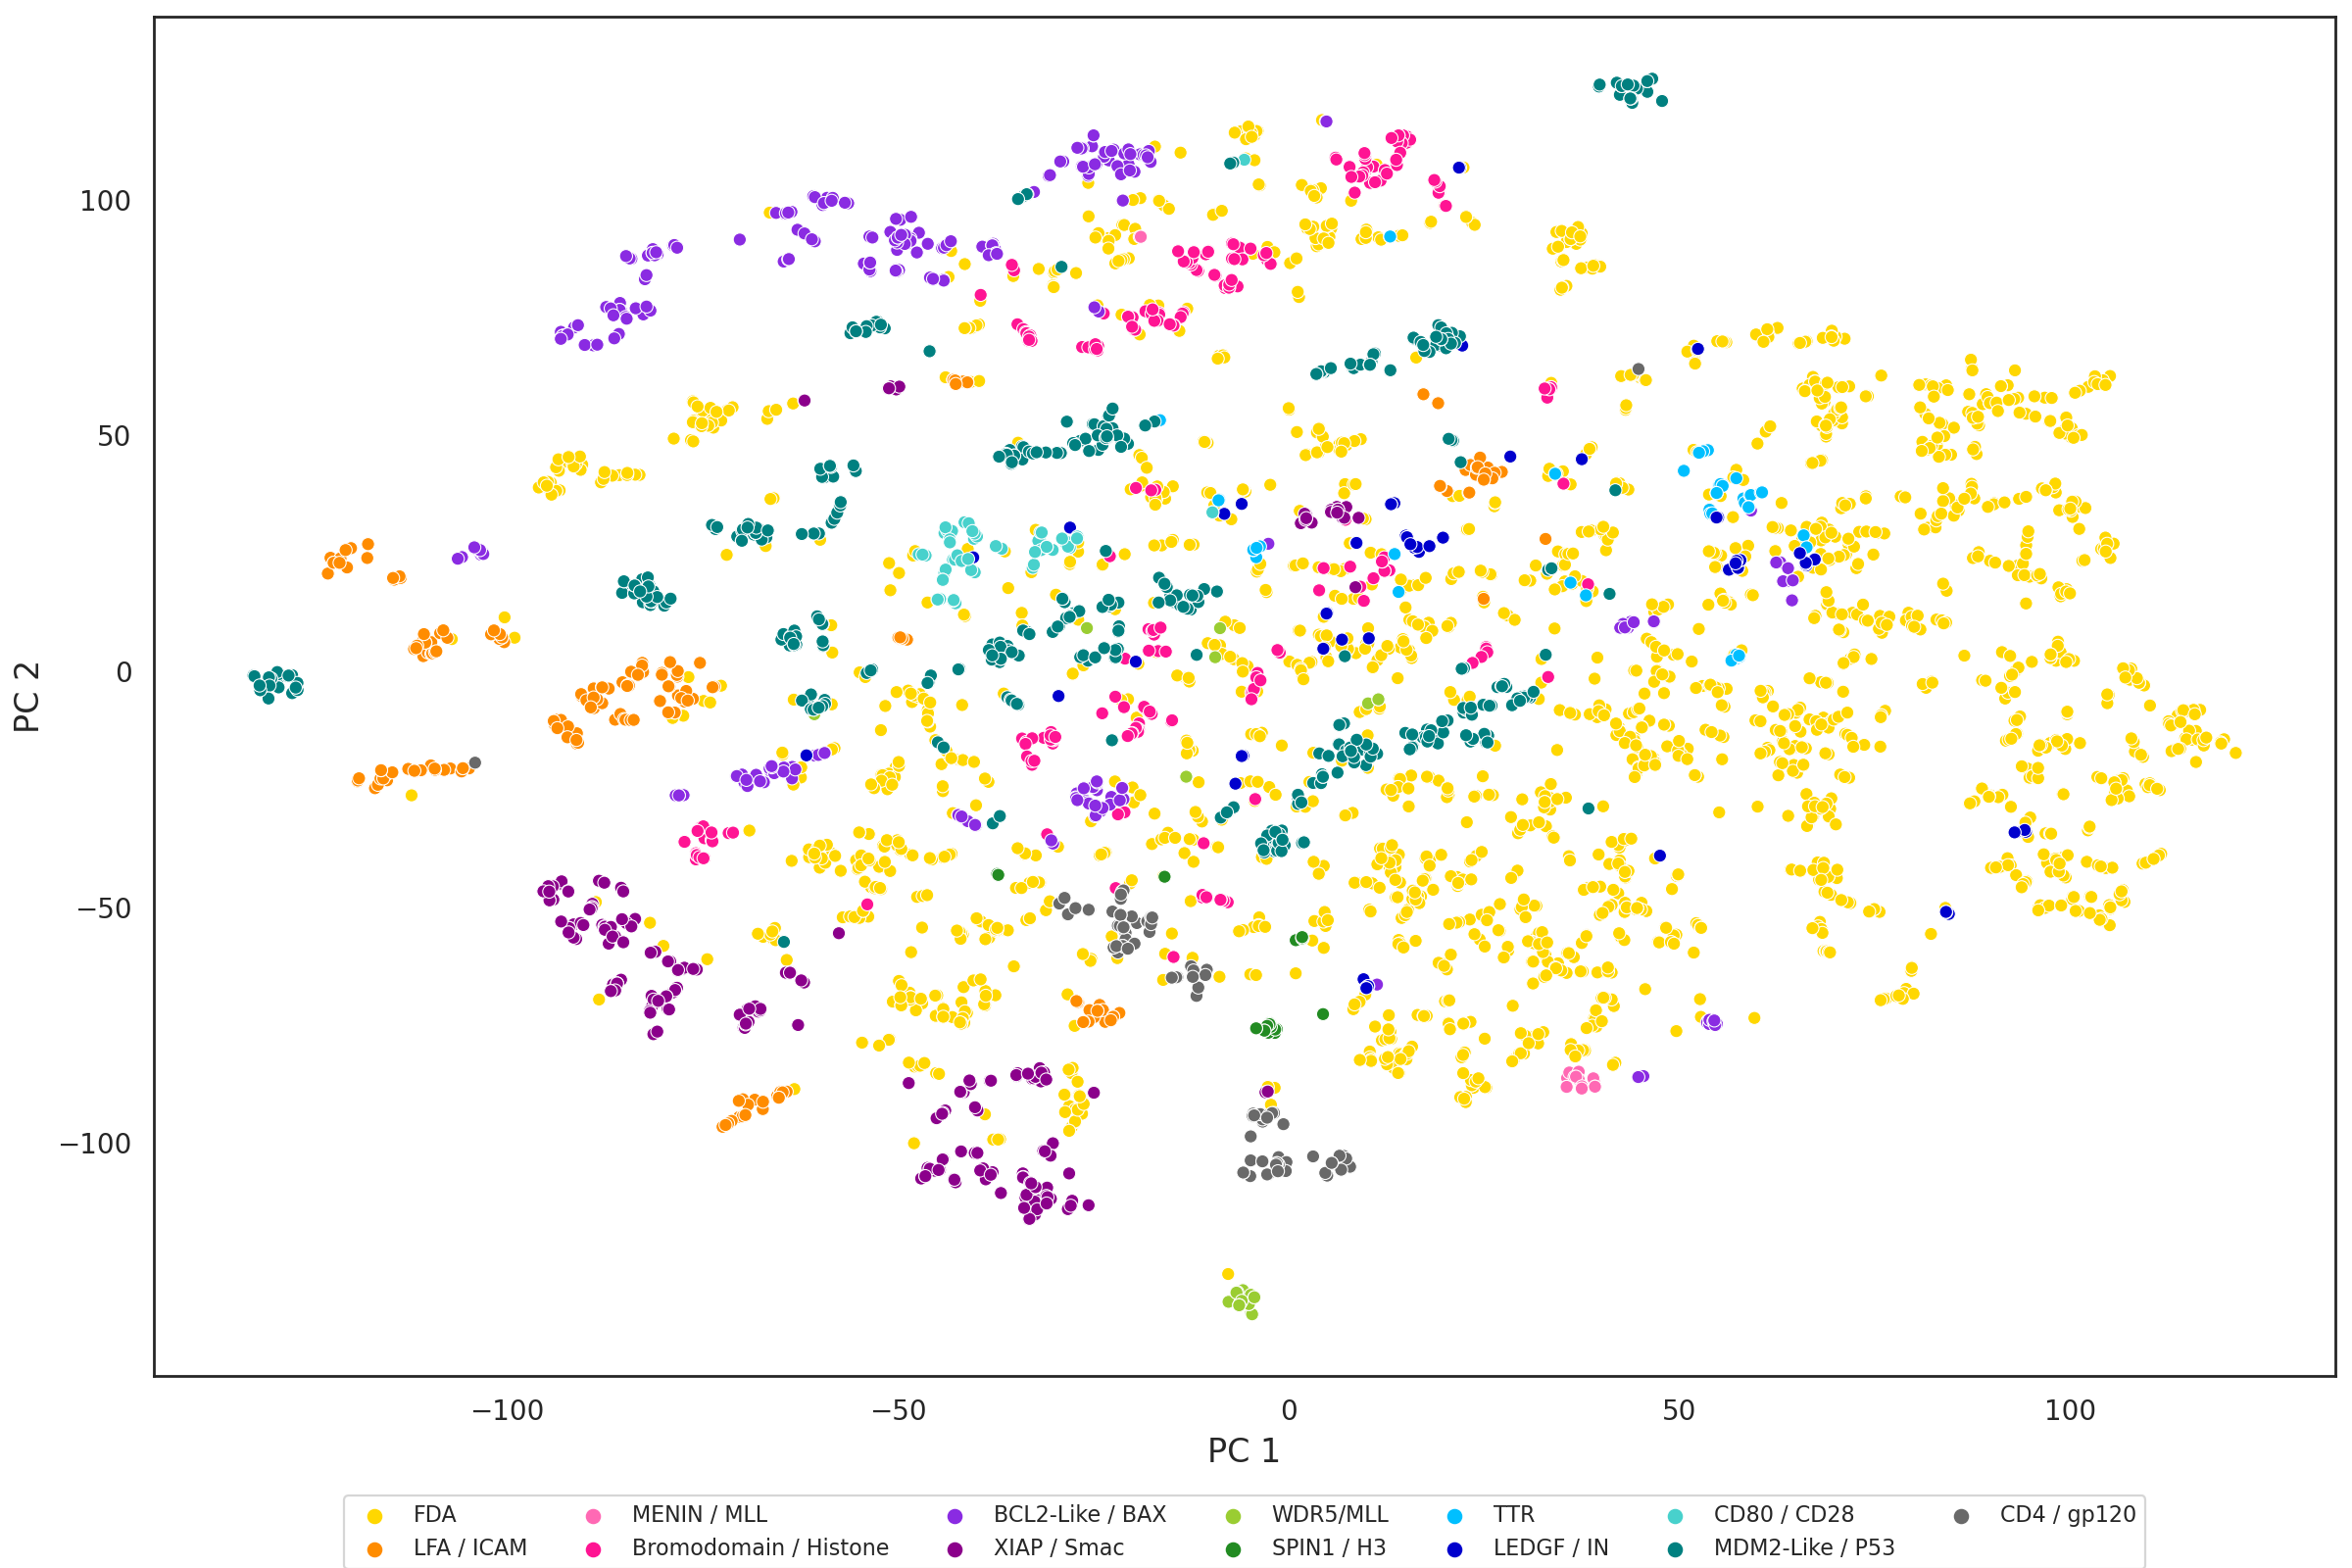 100
50
0
−50
−100
PC 2
−100 −50 0 50 100
PC 1
FDA MENIN / MLL BCL2-Like / BAX WDR5/MLL TTR CD80 / CD28 CD4 / gp120
LFA / ICAM Bromodomain / Histone XIAP / Smac SPIN1 / H3 LEDGF / IN MDM2-Like / P53